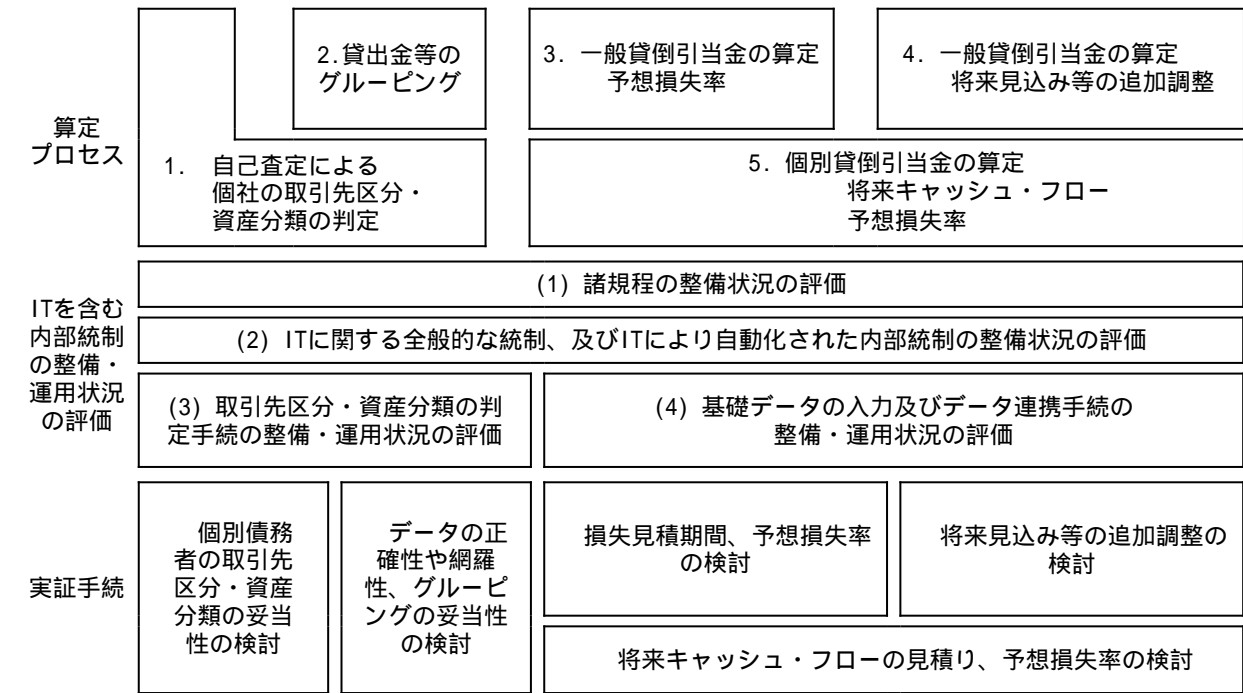 算定
プロセス
2.貸出金等の
グルーピング
3. 一般貸倒引当金の算定
予想損失率
4. 一般貸倒引当金の算定
将来見込み等の追加調整
1. 自己査定による
個社の取引先区分・
資産分類の判定
5. 個別貸倒引当金の算定
将来キャッシュ・フロー
予想損失率
ITを含む
内部統制
の整備・
運用状況
の評価
(1) 諸規程の整備状況の評価
(2) ITに関する全般的な統制、及びITにより自動化された内部統制の整備状況の評価
(3) 取引先区分・資産分類の判
定手続の整備・運用状況の評価
(4) 基礎データの入力及びデータ連携手続の
整備・運用状況の評価
実証手続
個別債務
者の取引先
区分・資産
分類の妥当
性の検討
データの正
確性や網羅
性、グルーピ
ングの妥当性
の検討
損失見積期間、予想損失率
の検討
将来見込み等の追加調整の
検討
将来キャッシュ・フローの見積り、予想損失率の検討